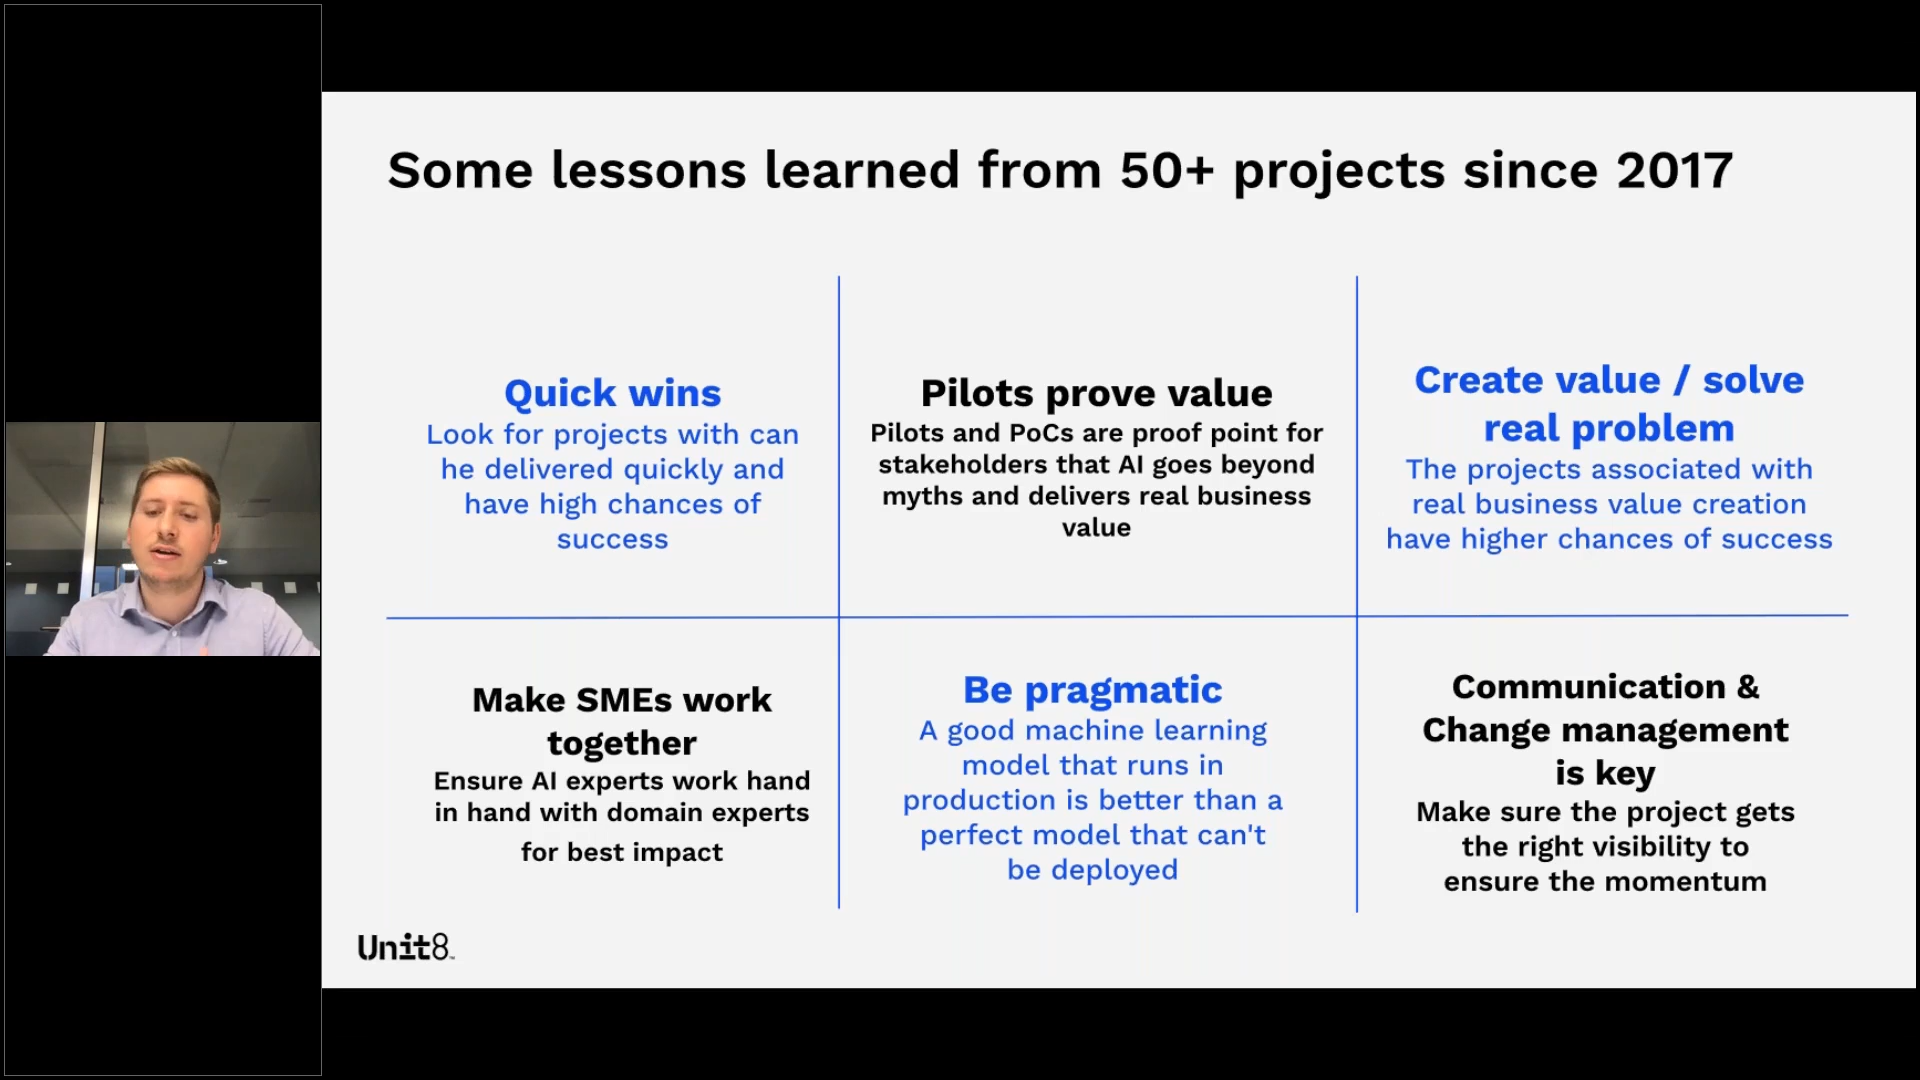 Some lessons learned from 50+ projects since 2017
Quick wins
Look for projects with can
he delivered quickly and
have high chances of
success
Pilots prove value
Pilots and PoCs are proof point for
stakeholders that AI goes beyond
myths and delivers real business
value
Create value / solve
real problem
The projects associated with
real business value creation
have higher chances of success
Make SMEs work
together
Ensure AI experts work hand
in hand with domain experts
for best impact
Be pragmatic
A good machine learning
model that runs in
production is better than a
perfect model that can't
be deployed
Communication &
Change management
is key
Make sure the project gets
the right visibility to
ensure the momentum
Unit8